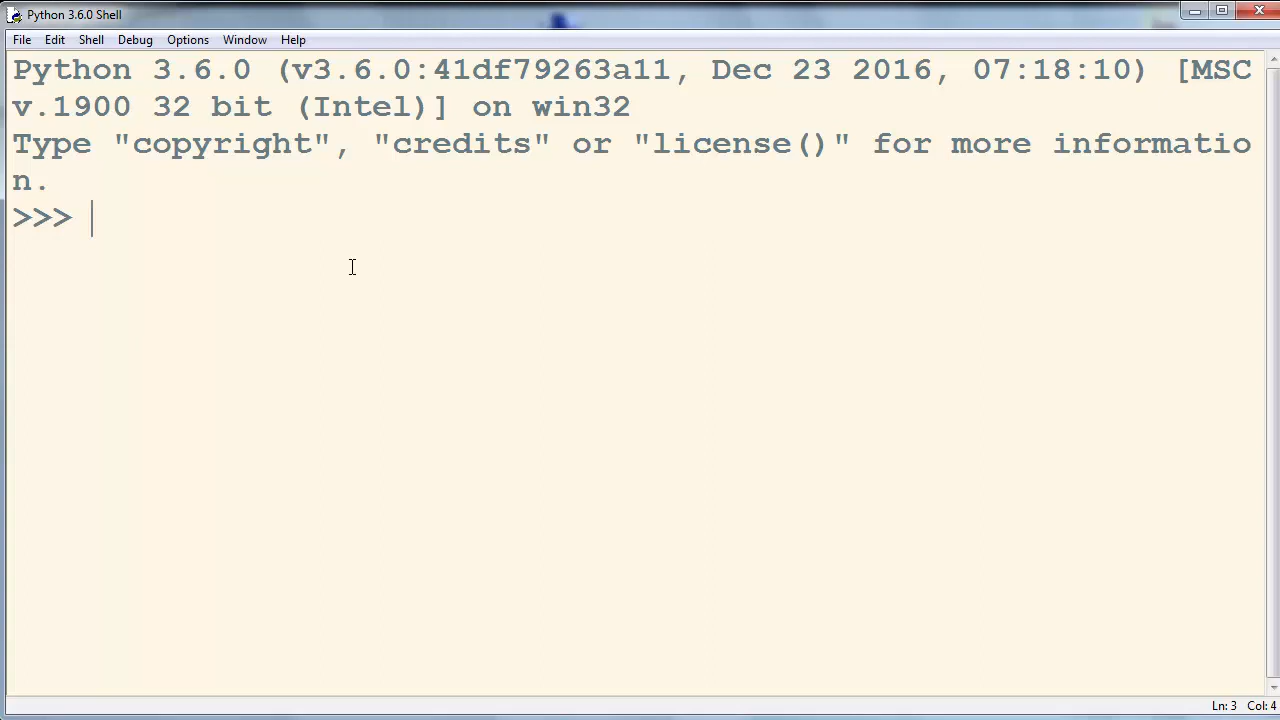 Python 3.6.0 Shell
File Edit Shell Debug Options Window Help
Python 3.6.0 (v3.6.0:41df79263a11, Dec 23 2016, 07:18:10) [MSC
v.1900 32 bit (Intel)] on win32
Type "copyright", "credits" or "license()" for more informatio
n.
>>>
Ln: 3 Col: 4